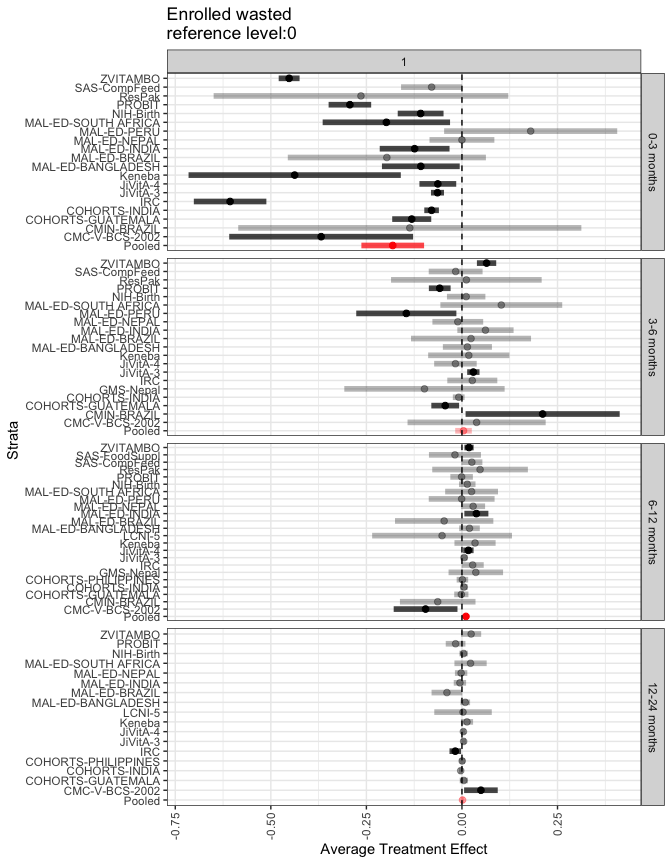 Enrolled wasted
reference level:0
1
ZVITAMBO
SAS-CompFeed
ResPak
PROBIT
NIH-Birth
MAL-ED-SOUTH AFRICA
MAL-ED-PERU
MAL-ED-NEPAL
MAL-ED-INDIA
MAL-ED-BRAZIL
MAL-ED-BANGLADESH
Keneba
JiVitA-4
JiVitA-3
IRC
COHORTS-INDIA
COHORTS-GUATEMALA
CMIN-BRAZIL
CMC-V-BCS-2002
Pooled
0-3 months
ZVITAMBO
SAS-CompFeed
ResPak
PROBIT
NIH-Birth
MAL-ED-SOUTH AFRICA
MAL-ED-PERU
MAL-ED-NEPAL
MAL-ED-INDIA
MAL-ED-BRAZIL
MAL-ED-BANGLADESH
Keneba
JiVitA-4
JiVitA-3
IRC
GMS-Nepal
COHORTS-INDIA
COHORTS-GUATEMALA
CMIN-BRAZIL
CMC-V-BCS-2002
Pooled
3-6 months
ZVITAMBO
SAS-FoodSuppl
SAS-CompFeed
ResPak
PROBIT
NIH-Birth
MAL-ED-SOUTH AFRICA
MAL-ED-PERU
MAL-ED-NEPAL
MAL-ED-INDIA
MAL-ED-BRAZIL
MAL-ED-BANGLADESH
LCNI-5
Keneba
JiVitA-4
JiVitA-3
IRC
GMS-Nepal
COHORTS-PHILIPPINES
COHORTS-INDIA
COHORTS-GUATEMALA
CMIN-BRAZIL
CMC-V-BCS-2002
Pooled
6-12 months
ZVITAMBO
PROBIT
NIH-Birth
MAL-ED-SOUTH AFRICA
MAL-ED-NEPAL
MAL-ED-INDIA
MAL-ED-BRAZIL
MAL-ED-BANGLADESH
LCNI-5
Keneba
JiVitA-4
JiVitA-3
IRC
COHORTS-PHILIPPINES
COHORTS-INDIA
COHORTS-GUATEMALA
CMC-V-BCS-2002
Pooled
12-24 months
Strata
-0.75
-0.50
-0.25
0.00
0.25
Average Treatment Effect